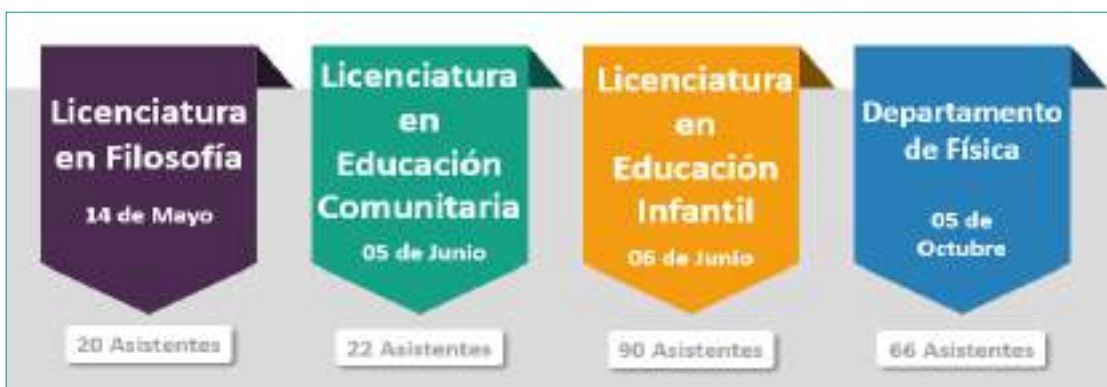 Licenciatura
en Filosofía
14 de Mayo
20 Asistentes
Licenciatura
en
Educación
Comunitaria
05 de Junio
22 Asistentes
Licenciatura
en
Educación
Infantil
06 de Junio
90 Asistentes
Departamento
de Física
05 de
Octubre
66 Asistentes